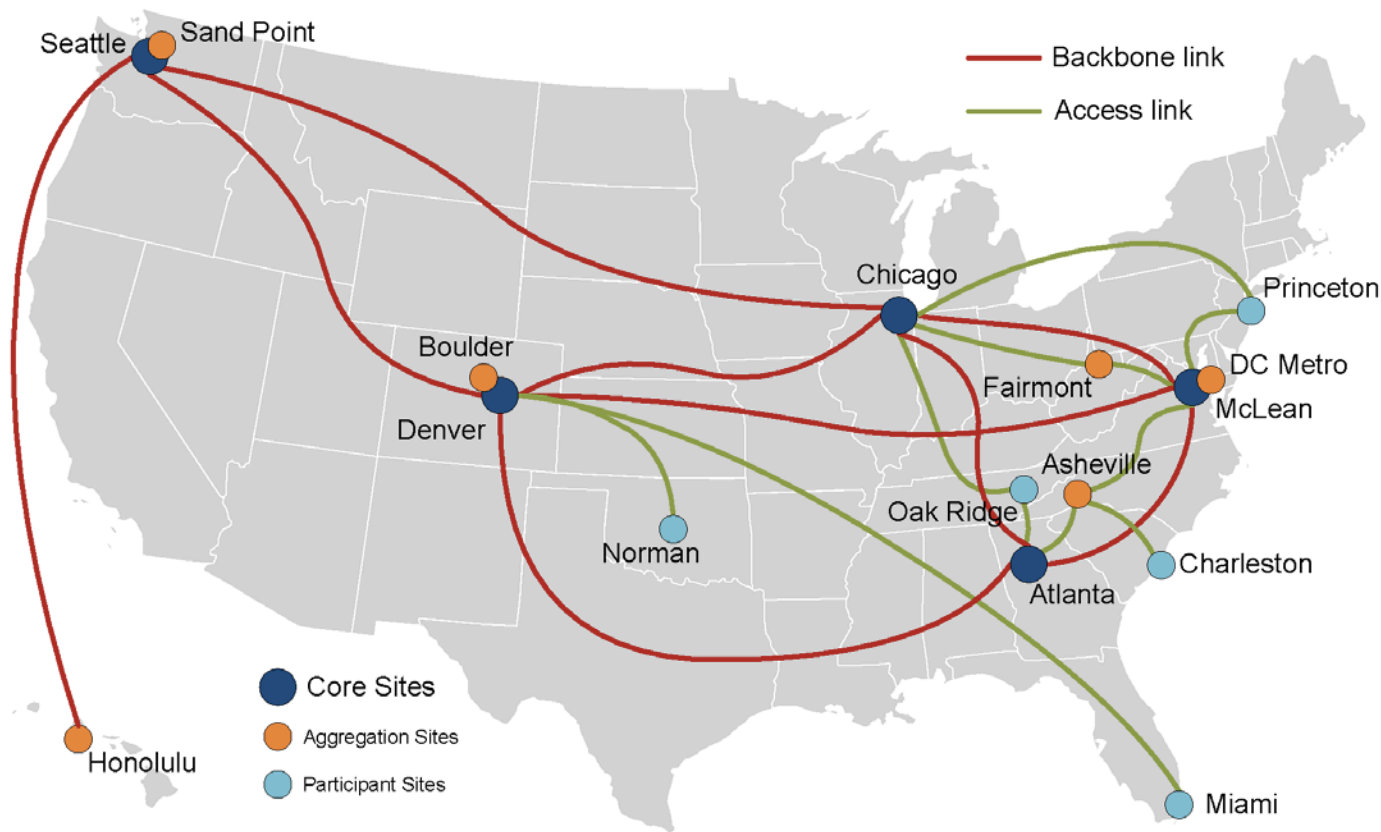 Seattle
Sand Point
Backbone link
Access link
Chicago
Princeton
Boulder
DC Metro
Fairmont
McLean
Denver
Asheville
Oak Ridge
Norman
Charleston
Atlanta
Core Sites
Aggregation Sites
Honolulu
Participant Sites
Miami